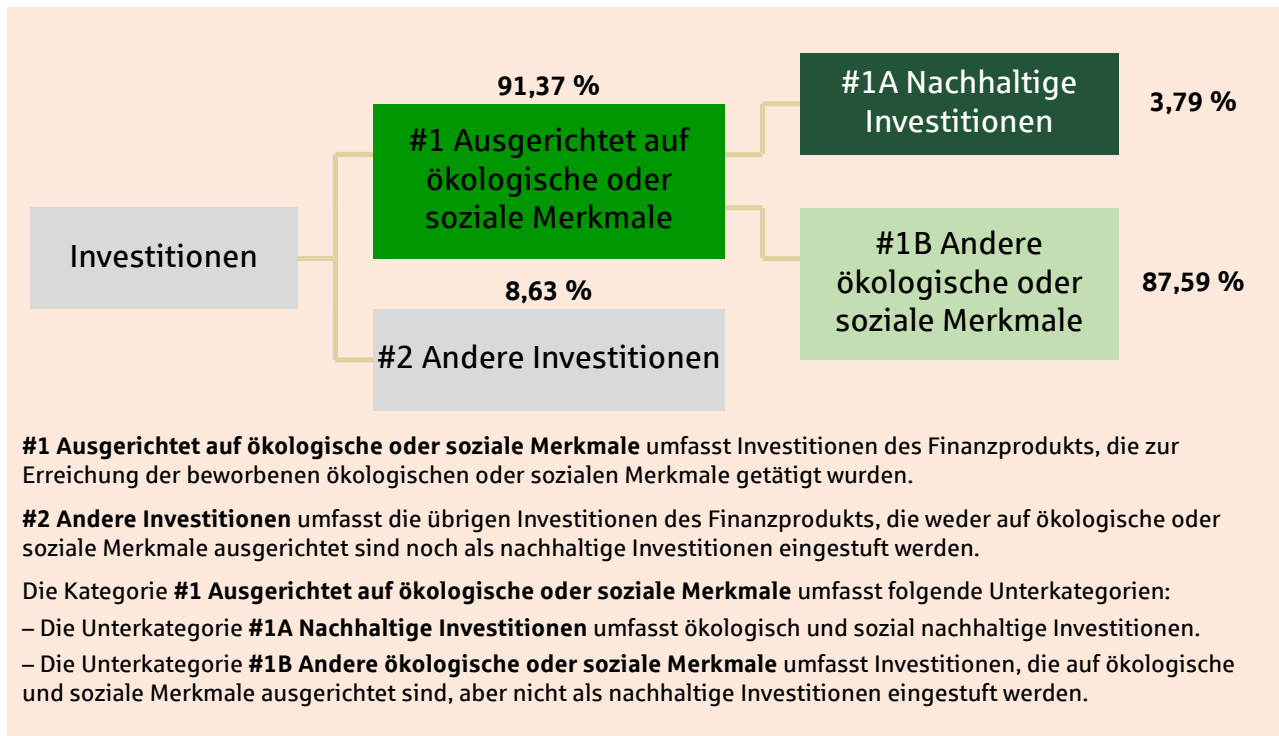 91,37 %
#1 Ausgerichtet auf
ökologische oder
soziale Merkmale
#1A Nachhaltige
Investitionen
3,79 %
Investitionen
#1B Andere
ökologische oder
soziale Merkmale
87,59 %
8,63 %
#2 Andere Investitionen
#1 Ausgerichtet auf ökologische oder soziale Merkmale umfasst Investitionen des Finanzprodukts, die zur
Erreichung der beworbenen ökologischen oder sozialen Merkmale getätigt wurden.
#2 Andere Investitionen umfasst die übrigen Investitionen des Finanzprodukts, die weder auf ökologische oder
soziale Merkmale ausgerichtet sind noch als nachhaltige Investitionen eingestuft werden.
Die Kategorie #1 Ausgerichtet auf ökologische oder soziale Merkmale umfasst folgende Unterkategorien:
– Die Unterkategorie #1A Nachhaltige Investitionen umfasst ökologisch und sozial nachhaltige Investitionen.
– Die Unterkategorie #1B Andere ökologische oder soziale Merkmale umfasst Investitionen, die auf ökologische
und soziale Merkmale ausgerichtet sind, aber nicht als nachhaltige Investitionen eingestuft werden.